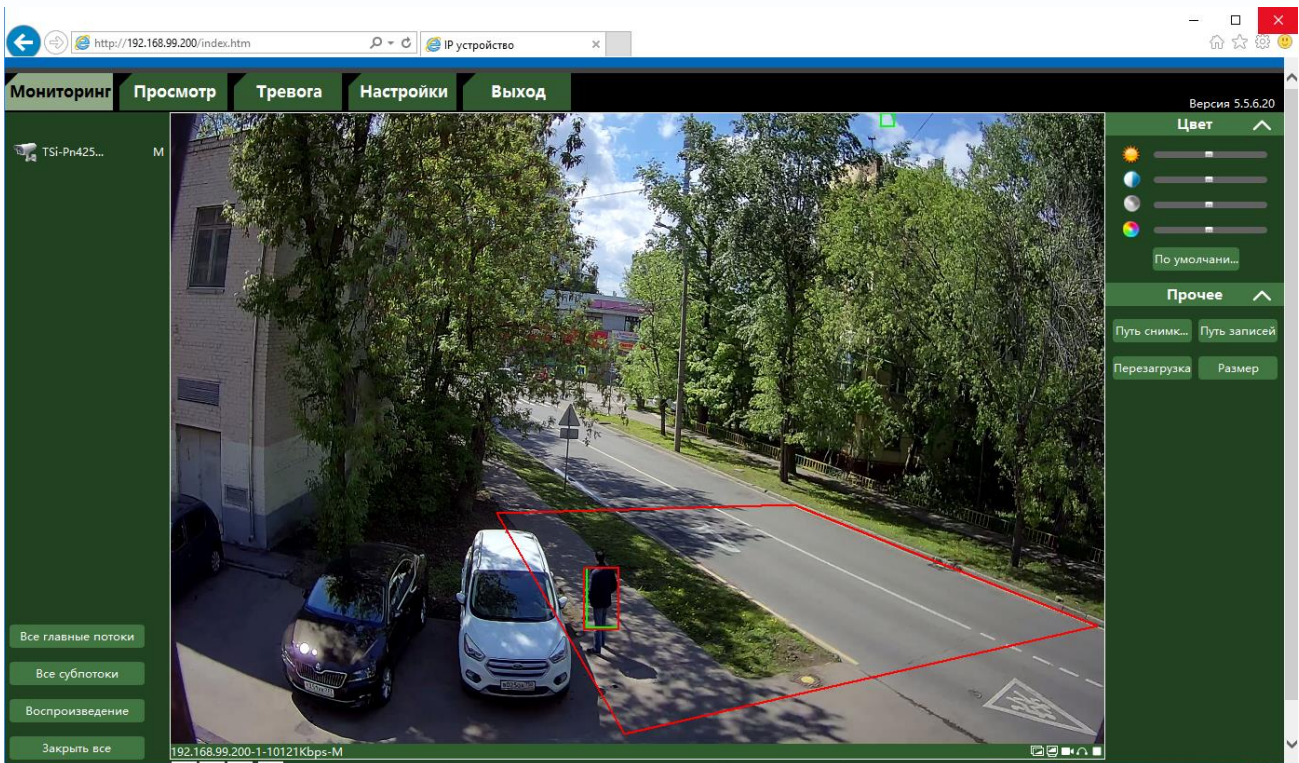 http://192.168.99.200/index.htm
IP устройство
Мониторинг
Просмотр
Тревога
Настройки
Выход
Версия 5.5.6.20
TSi-Pn425...
M
Цвет
По умолчани...
Прочее
Путь снимк...
Путь записей
Перезагрузка
Размер
Все главные потоки
Все субпотоки
Воспроизведение
Закрыть все
192.168.99.200-1-10121Kbps-M